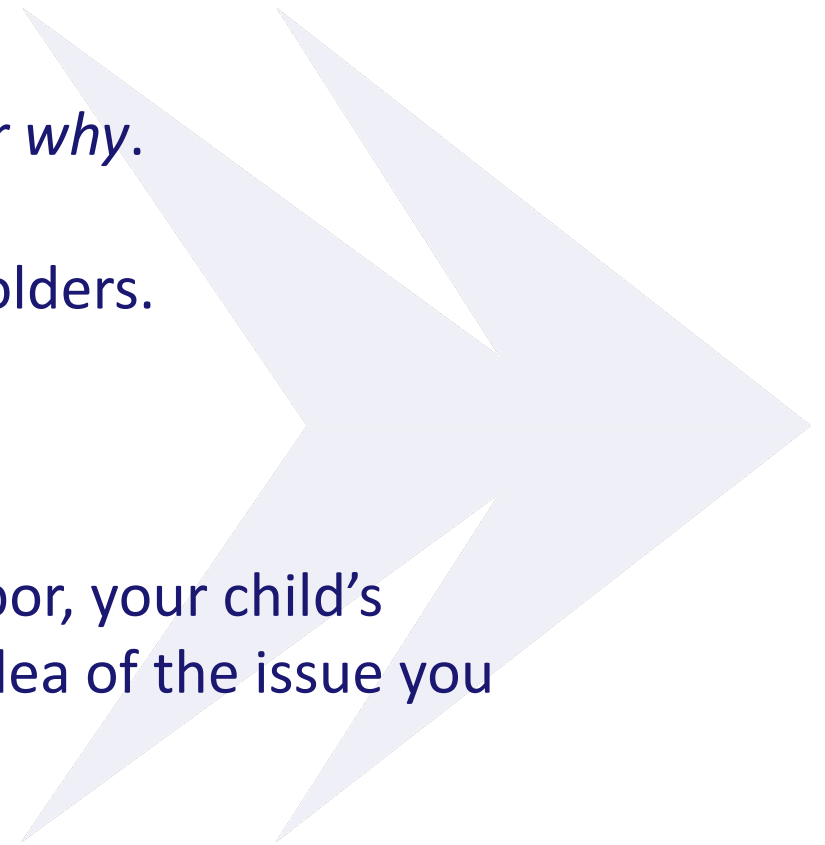 r why.
olders.
oor, your child’s
dea of the issue you